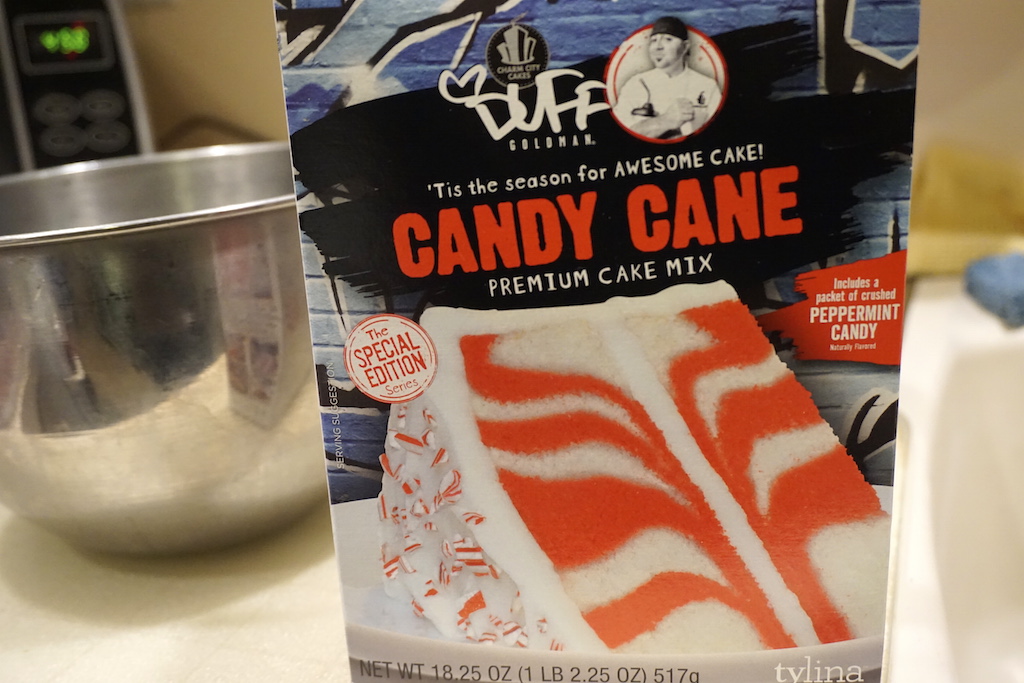 CHARM CITY
CAKES
DUFF
GOLDMAN
'Tis the season for AWESOME CAKE!
CANDY CANE
PREMIUM CAKE MIX
Includes a
packet of crushed
PEPPERMINT
CANDY
Naturally Flavored
The
SPECIAL
EDITION
Series
SERVING SUGGESTION
NET WT 18.25 OZ (1 LB 2.25 OZ) 517g
tylina